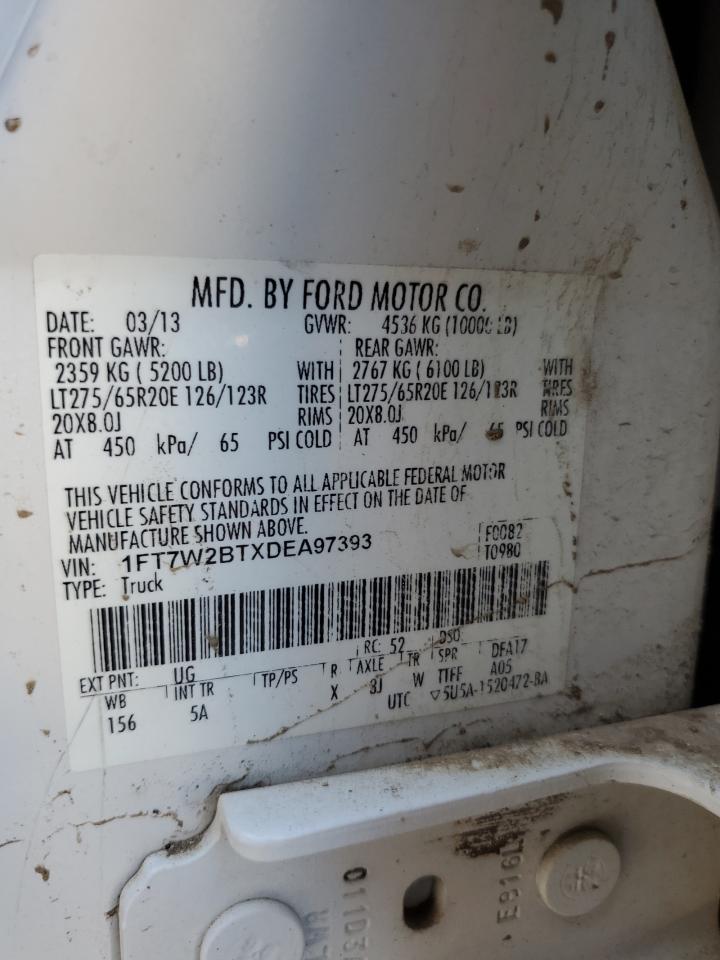 MFD. BY FORD MOTOR CO.
DATE: 03/13 GVWR: 4536 KG (10000 LB)
FRONT GAWR: REAR GAWR:
2359 KG ( 5200 LB) WITH 2767 KG ( 6100 LB) WITH
LT275/65R20E 126/123R TIRES LT275/65R20E 126/123R TIRES
20X8.0J RIMS 20X8.0J RIMS
AT 450 kPa/ 65 PSI COLD AT 450 kPa/ 65 PSI COLD
THIS VEHICLE CONFORMS TO ALL APPLICABLE FEDERAL MOTOR
VEHICLE SAFETY STANDARDS IN EFFECT ON THE DATE OF
MANUFACTURE SHOWN ABOVE.
VIN: 1FT7W2BTXDEA97393 F0082
TYPE: Truck T0980
EXT PNT: UG RC: 52 DSO:
WB INT TR TP/PS R AXLE TR SPR DFA17
156 5A X 3J W TTFF A05
UTC ▽5U5A-1520472-BA
E816L